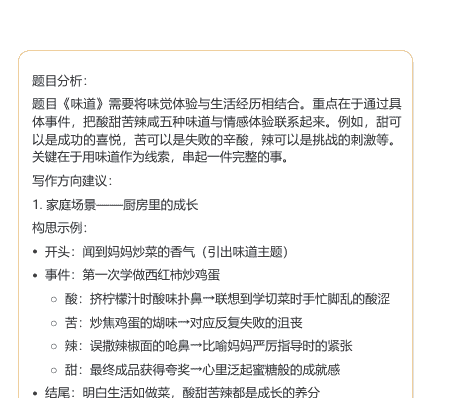 题目分析：
题目《味道》需要将味觉体验与生活经历相结合。重点在于通过具
体事件，把酸甜苦辣咸五种味道与情感体验联系起来。例如，甜可
以是成功的喜悦，苦可以是失败的辛酸，辣可以是挑战的刺激等。
关键在于用味道作为线索，串起一件完整的事。
写作方向建议：
1. 家庭场景——厨房里的成长
构思示例：
• 开头：闻到妈妈炒菜的香气（引出味道主题）
• 事件：第一次学做西红柿炒鸡蛋
○ 酸：挤柠檬汁时酸味扑鼻→联想到学切菜时手忙脚乱的酸涩
○ 苦：炒焦鸡蛋的煳味→对应反复失败的沮丧
○ 辣：误撒辣椒面的呛鼻→比喻妈妈严厉指导时的紧张
○ 甜：最终成品获得夸奖→心里泛起蜜糖般的成就感
• 结尾：明白生活如做菜，酸甜苦辣都是成长的养分